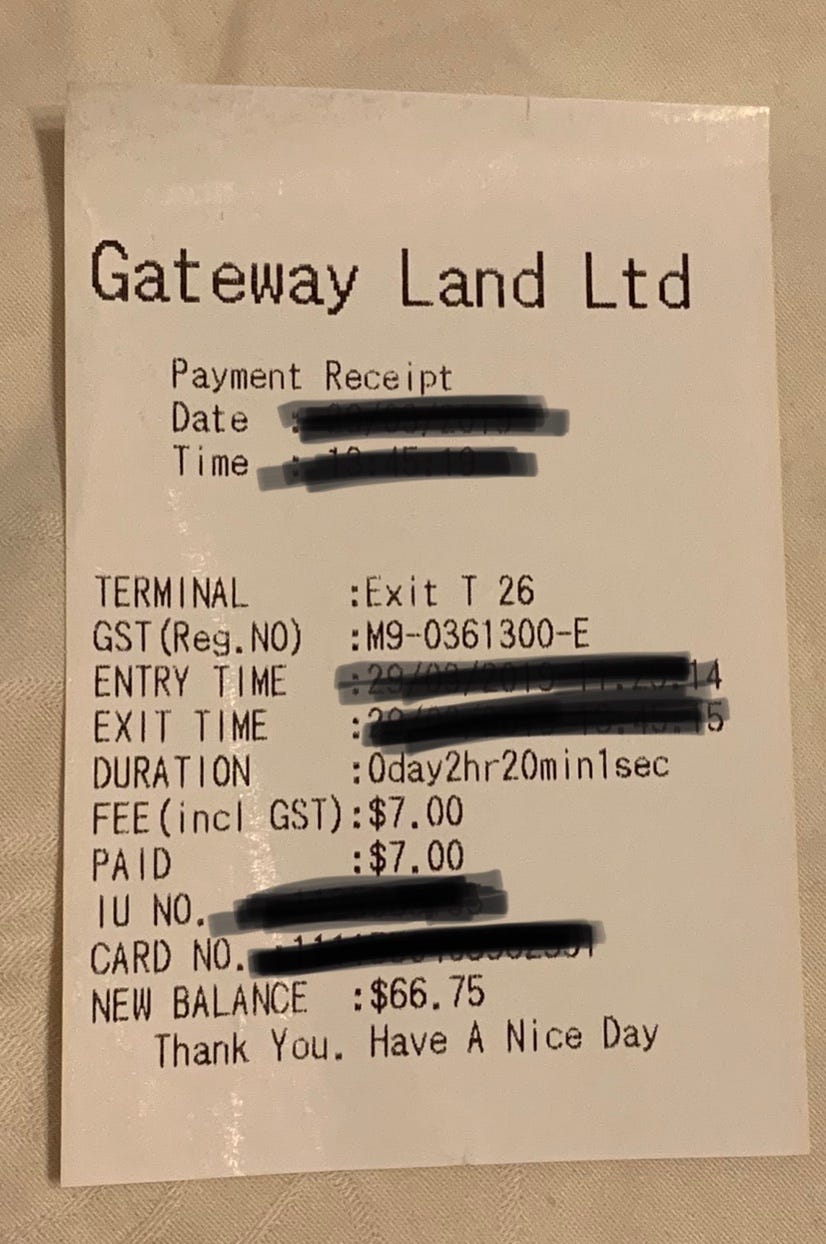 Gateway Land Ltd
Payment Receipt
Date :
Time :
TERMINAL :Exit T 26
GST(Reg.NO) :M9-0361300-E
ENTRY TIME :
EXIT TIME :
DURATION :0day2hr20min1sec
FEE(incl GST):$7.00
PAID :$7.00
IU NO.
CARD NO.
NEW BALANCE :$66.75
Thank You. Have A Nice Day